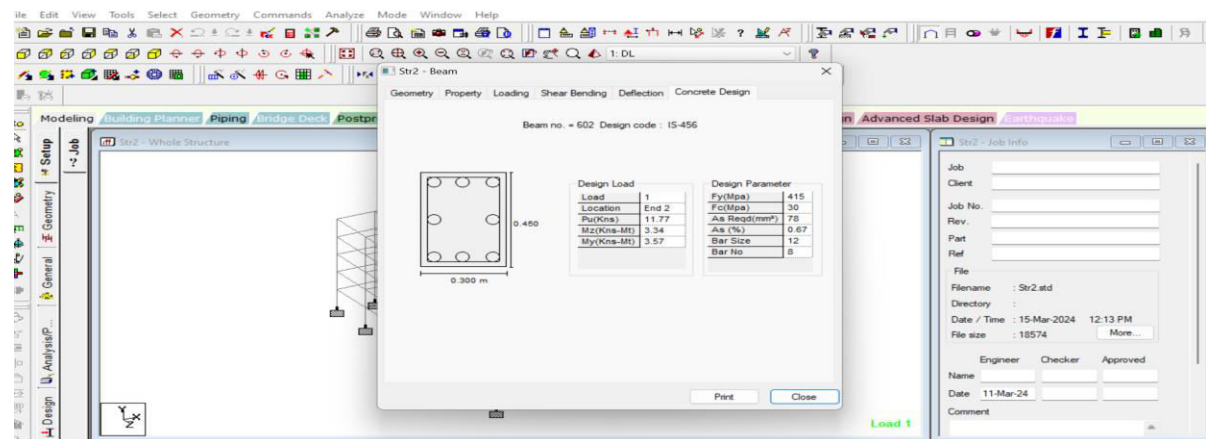 ile Edit View Tools Select Geometry Commands Analyze Mode Window Help
1: DL
Modeling Building Planner Piping Bridge Deck Postpr
n Advanced Slab Design Earthquake
Setup
Job
Geometry
General
Analysis/P...
Design
Str2 - Whole Structure
Load 1
Str2 - Beam
Geometry Property Loading Shear Bending Deflection Concrete Design
Beam no. = 602 Design code : IS-456
0.450
0.300 m
Design Load
Load 1
Location End 2
Pu(Kns) 11.77
Mz(Kns-Mt) 3.34
My(Kns-Mt) 3.57
Design Parameter
Fy(Mpa) 415
Fc(Mpa) 30
As Reqd(mm²) 78
As (%) 0.67
Bar Size 12
Bar No 8
Print Close
Str2 - Job Info
Job
Client
Job No.
Rev.
Part
Ref
File
Filename : Str2.std
Directory :
Date / Time : 15-Mar-2024 12:13 PM
File size : 18574 More...
Engineer Checker Approved
Name
Date 11-Mar-24
Comment